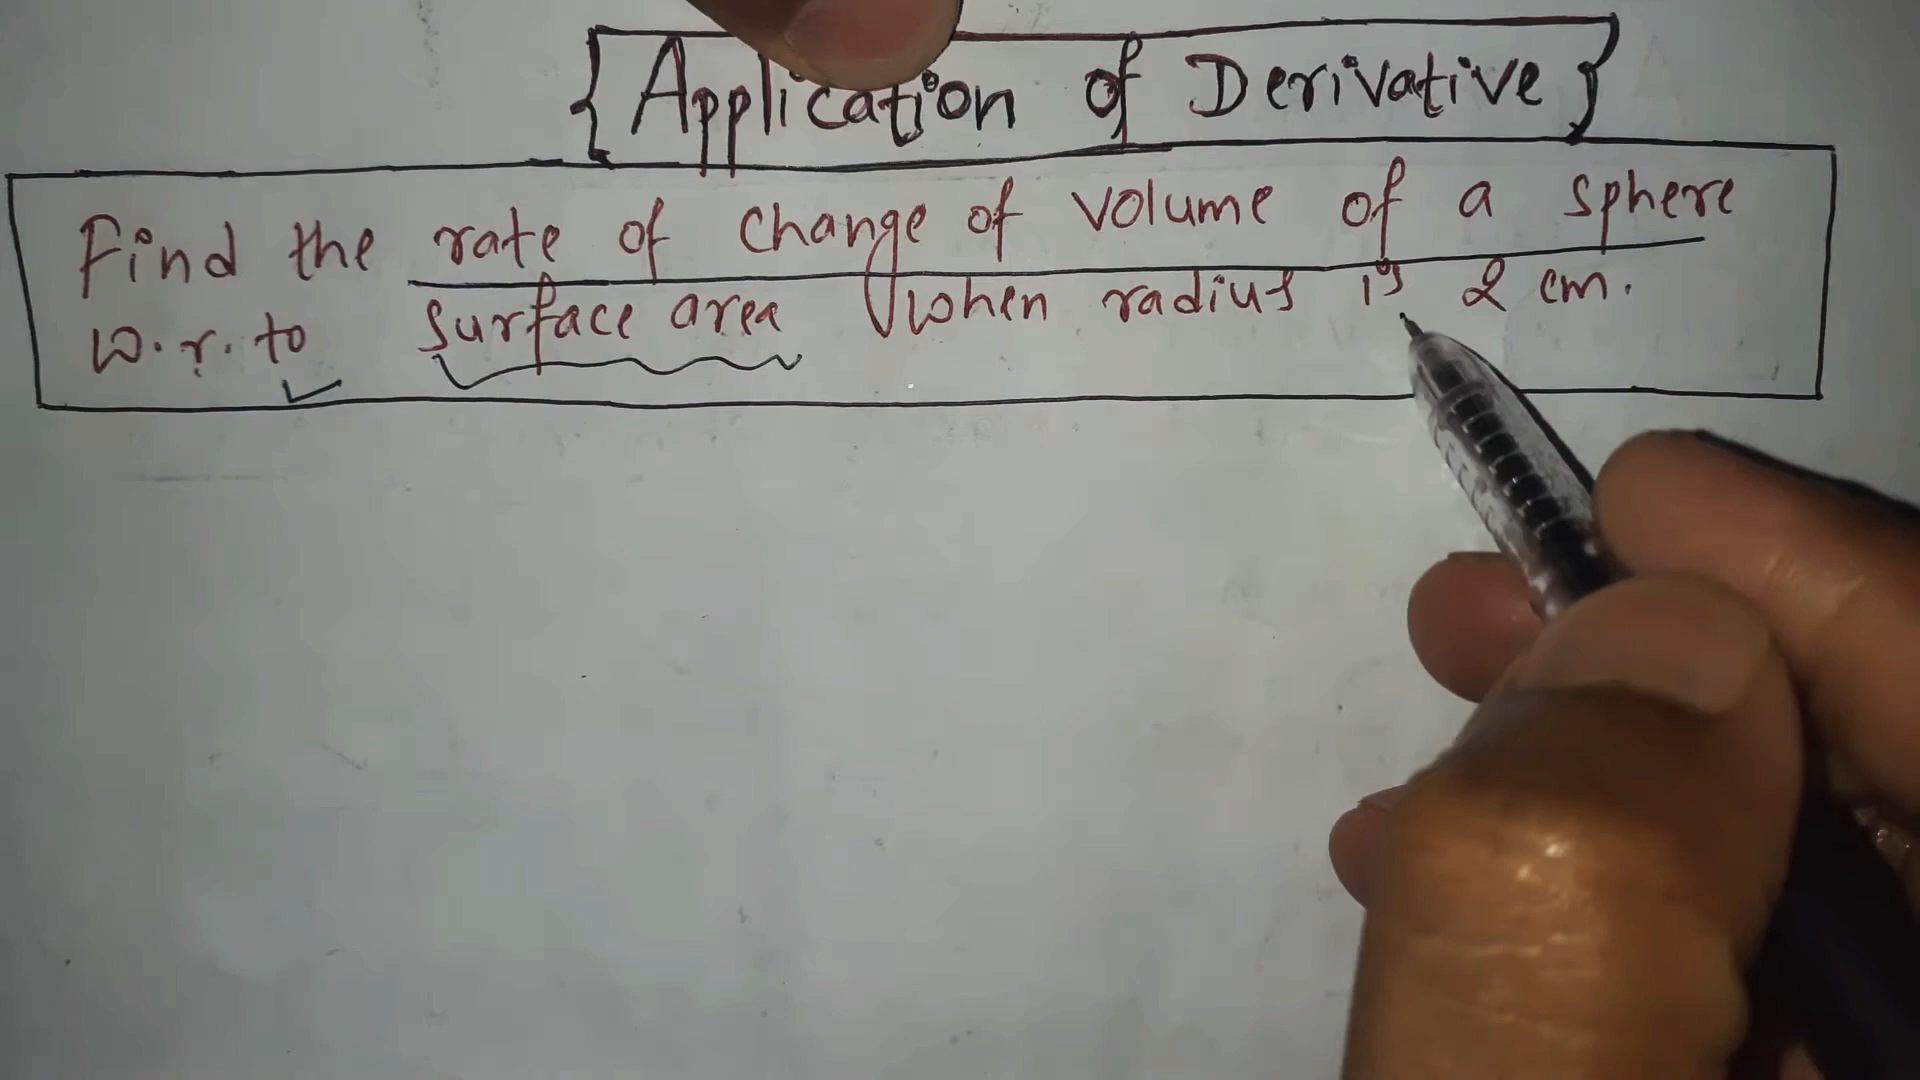 {Application of Derivative}
Find the rate of change of volume of a sphere
w.r.to surface area when radius is 2 cm.